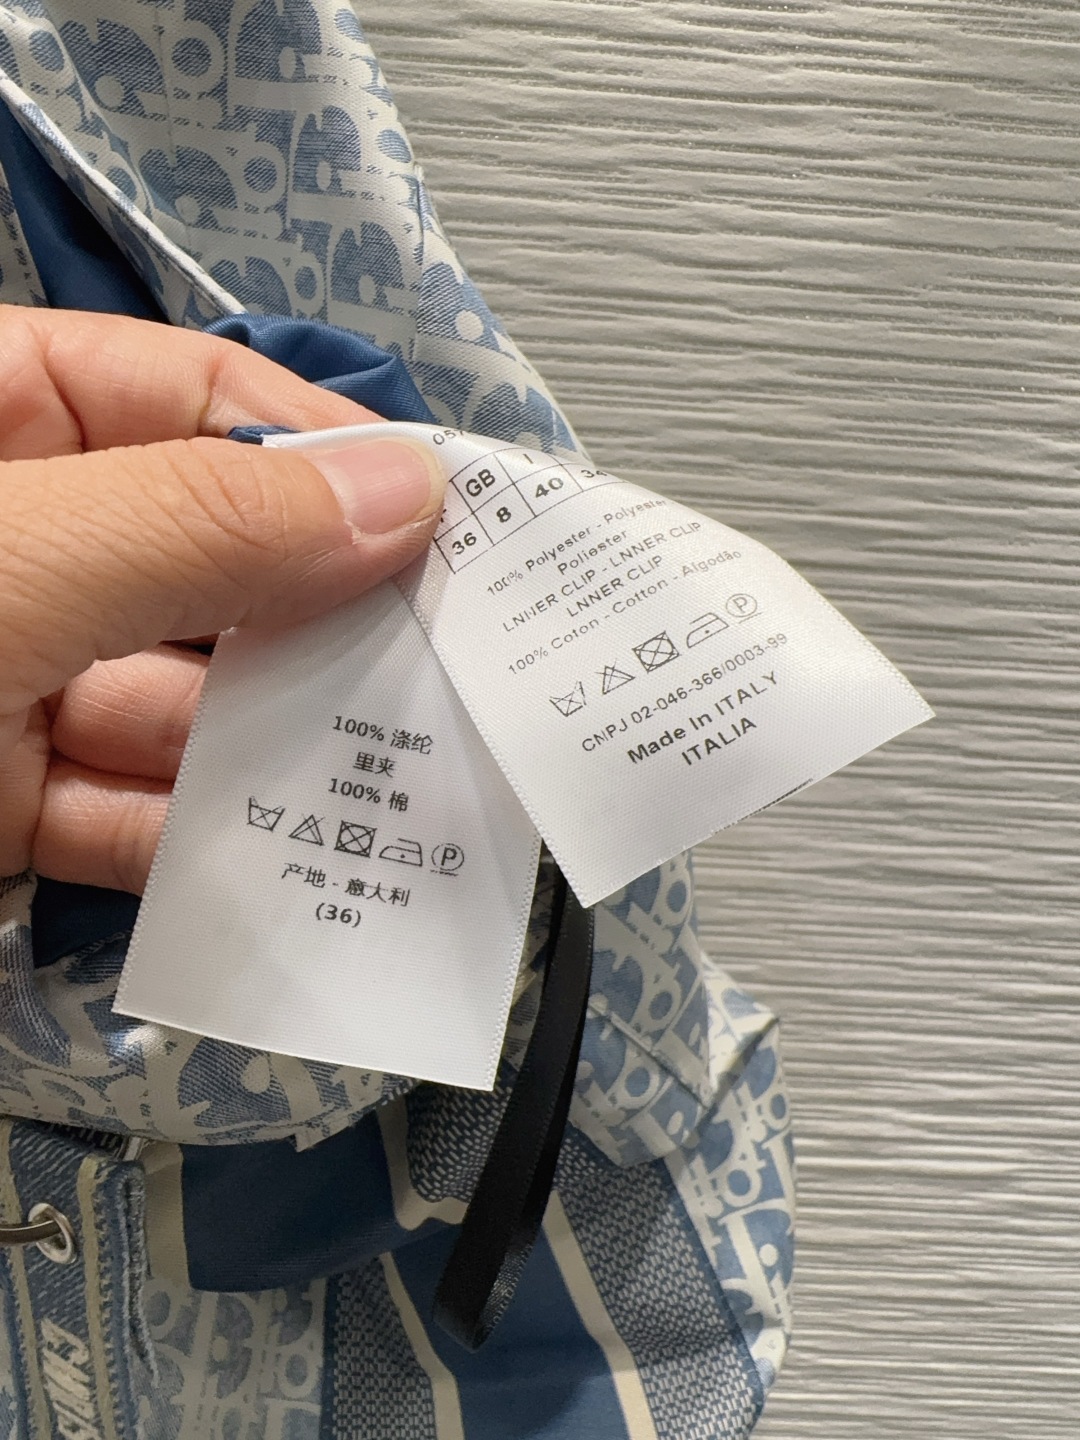 GB I
36 8 40
100% Polyester - Polyester
Poliester
LNNER CLIP - LNNER CLIP
LNNER CLIP
100% Coton - Cotton - Algodão
P
CNPJ 02-046-366/0003-99
Made In ITALY
ITALIA
100% 涤纶
里夹
100% 棉
P
产地 - 意大利
(36)